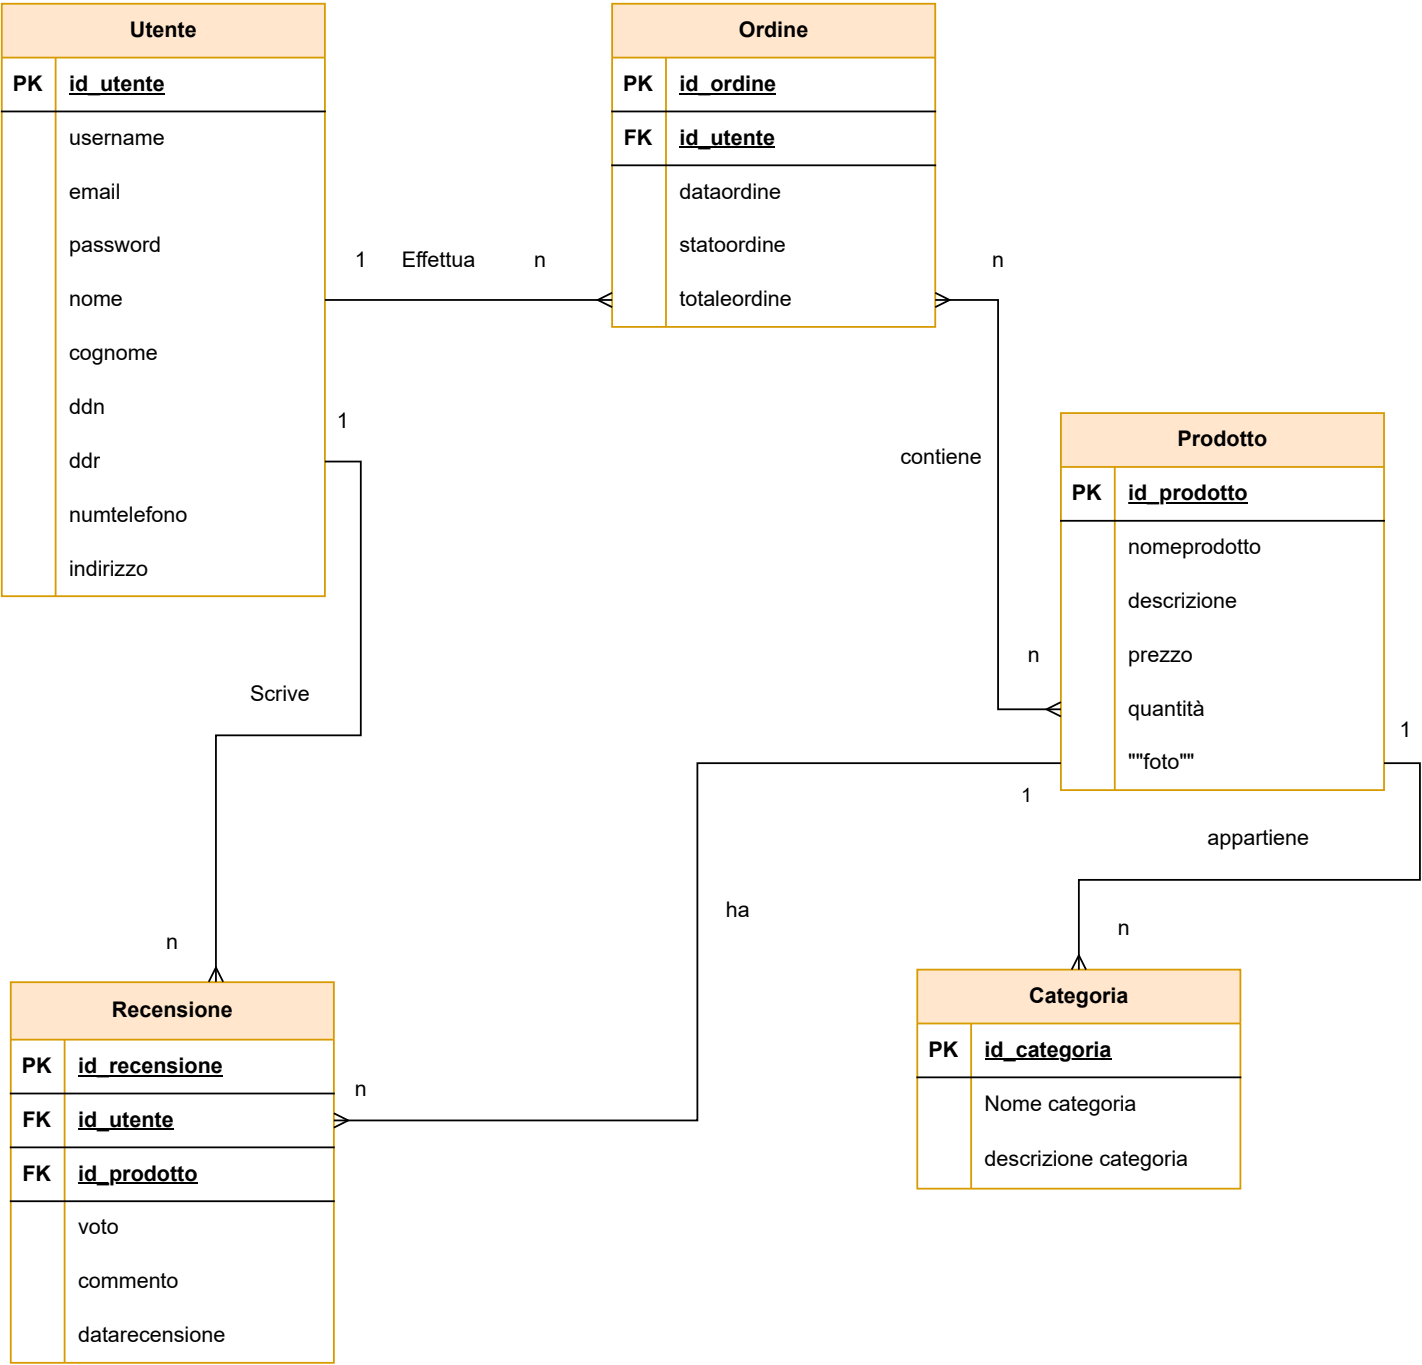 Utente
PK id_utente
username
email
password
nome
cognome
ddn
ddr
numtelefono
indirizzo
1 Effettua n
Ordine
PK id_ordine
FK id_utente
dataordine
statoordine
totaleordine
n
contiene
n
1
Scrive
n
Prodotto
PK id_prodotto
nomeprodotto
descrizione
prezzo
quantità
""foto""
1
appartiene
n
1
ha
n
Recensione
PK id_recensione
FK id_utente
FK id_prodotto
voto
commento
datarecensione
Categoria
PK id_categoria
Nome categoria
descrizione categoria